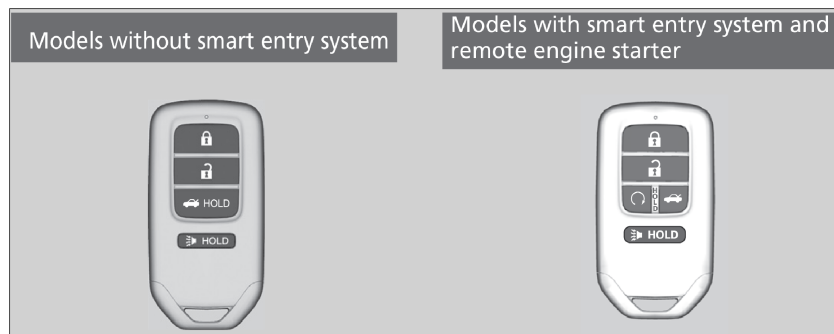 Models without smart entry system
Models with smart entry system and
remote engine starter
HOLD
HOLD
HOLD
HOLD